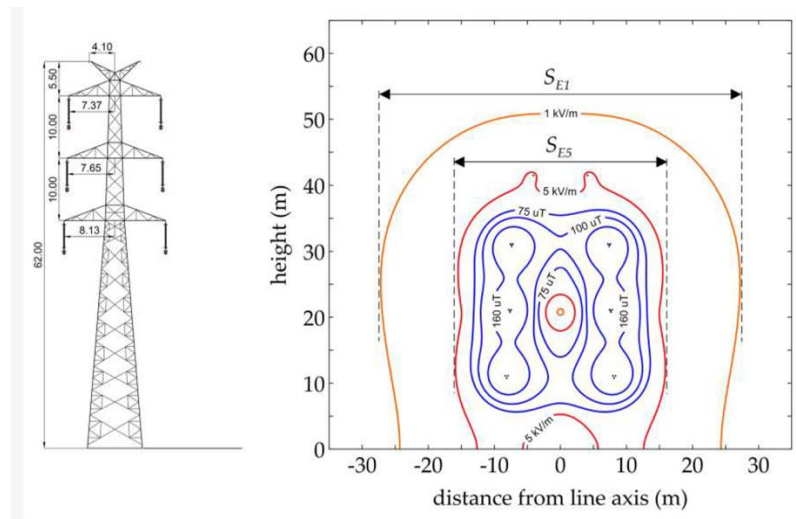 4.10
5.50
7.37
10.00
7.65
10.00
8.13
62.00
height (m)
60
50
40
30
20
10
0
S_E1
1 kV/m
S_E5
5 kV/m
75 uT
100 uT
75 uT
160 uT
160 uT
5 kV/m
-30 -20 -10 0 10 20 30
distance from line axis (m)